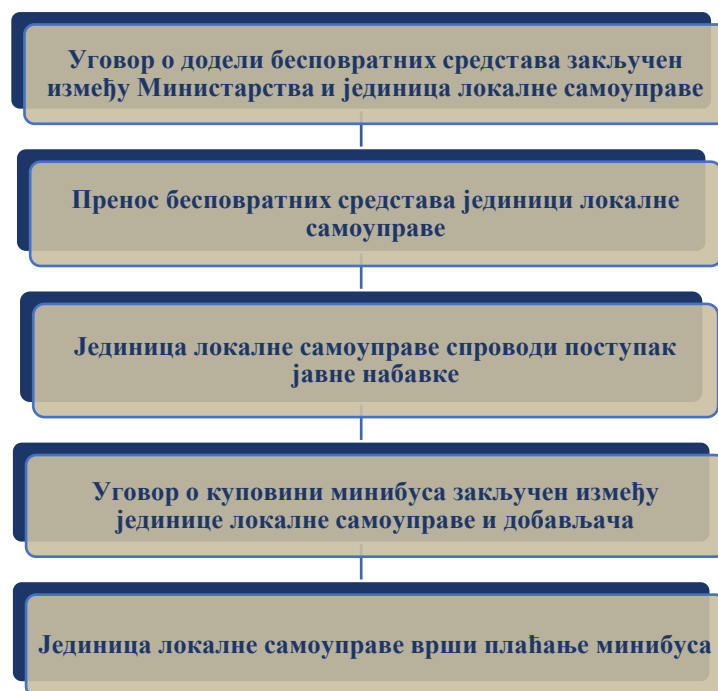 Уговор о додели бесповратних средстава закључен
између Министарства и јединица локалне самоуправе
Пренос бесповратних средстава јединици локалне
самоуправе
Јединица локалне самоуправе спроводи поступак
јавне набавке
Уговор о куповини минибуса закључен између
јединице локалне самоуправе и добављача
Јединица локалне самоуправе врши плаћање минибуса